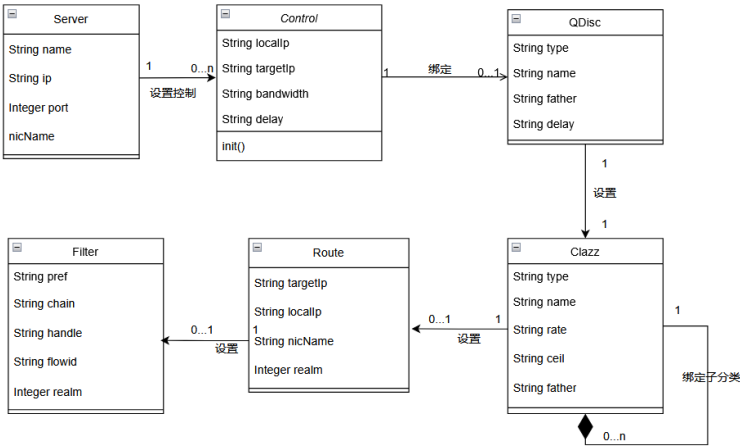 Server
String name
String ip
Integer port
nicName
1
0...n
设置控制
Control
String localIp
String targetIp
String bandwidth
String delay
init()
1
绑定
0...1
QDisc
String type
String name
String father
String delay
1
设置
1
Filter
String pref
String chain
String handle
String flowid
Integer realm
0...1
1
设置
Route
String targetIp
String localIp
String nicName
Integer realm
0...1
1
设置
Clazz
String type
String name
String rate
String ceil
String father
1
绑定子分类
0...n